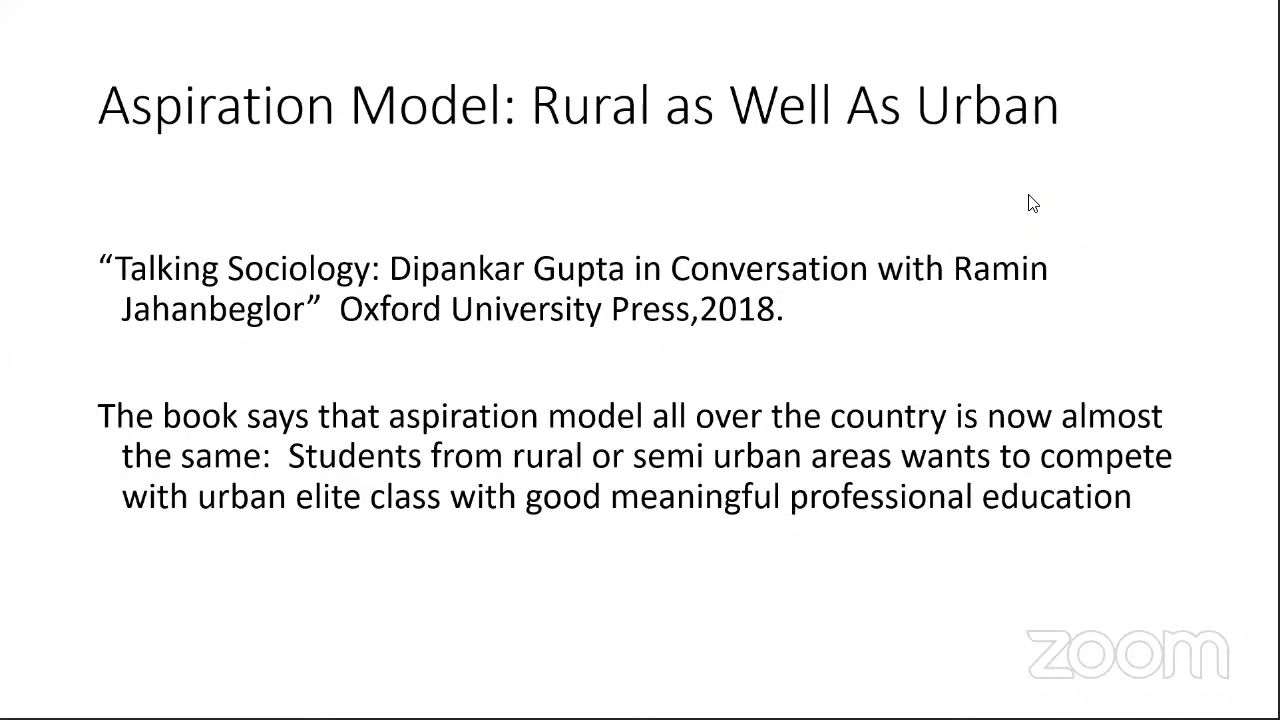 Aspiration Model: Rural as Well As Urban
“Talking Sociology: Dipankar Gupta in Conversation with Ramin
Jahanbeglor”  Oxford University Press,2018.
The book says that aspiration model all over the country is now almost
the same:  Students from rural or semi urban areas wants to compete
with urban elite class with good meaningful professional education
zoom